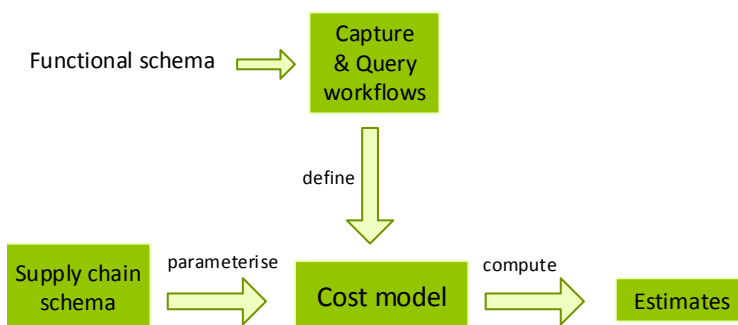 Capture
& Query
workflows
Functional schema
define
parameterise
compute
Supply chain
schema
Cost model
Estimates